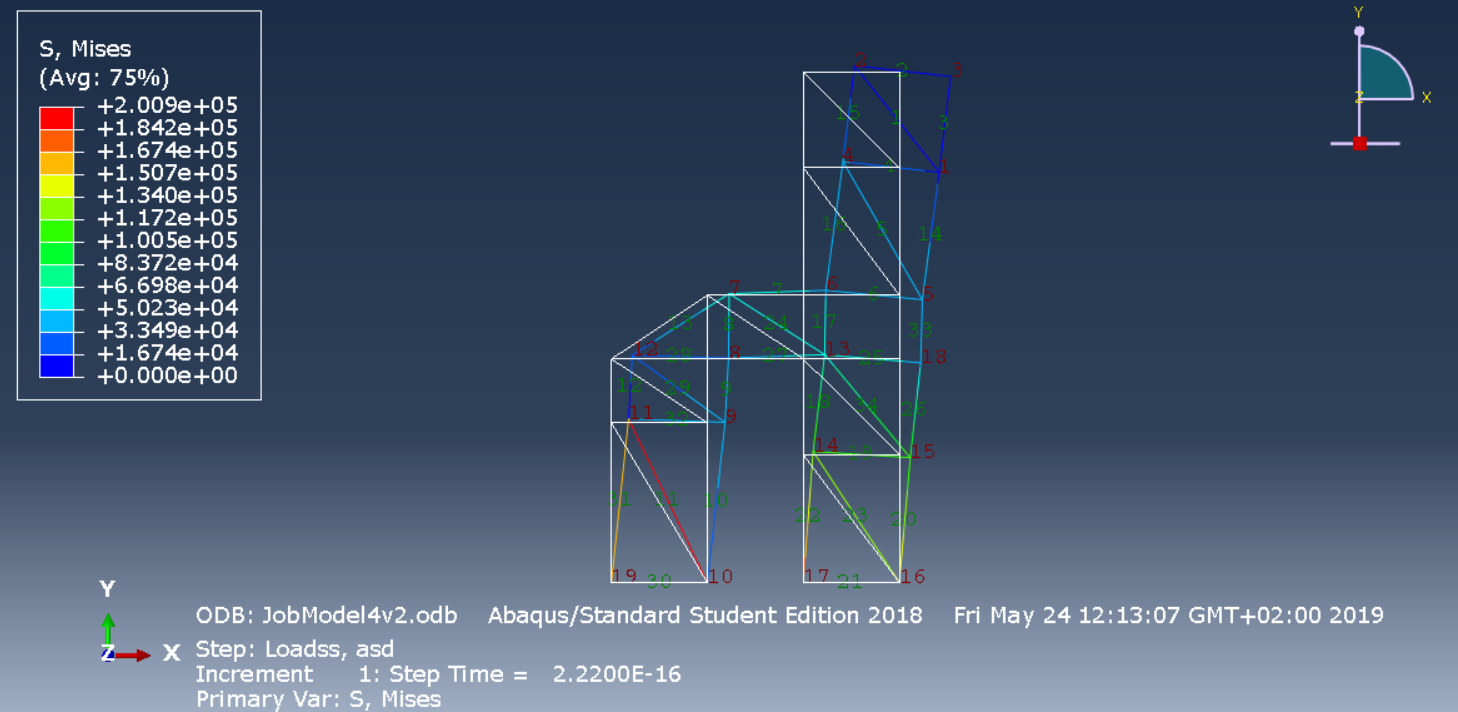 S, Mises
(Avg: 75%)
+2.009e+05
+1.842e+05
+1.674e+05
+1.507e+05
+1.340e+05
+1.172e+05
+1.005e+05
+8.372e+04
+6.698e+04
+5.023e+04
+3.349e+04
+1.674e+04
+0.000e+00
Y
Z X
2 2 3
15 1 3
4 4 1
16 5 14
7 7 6 6 5
13 8 24 17 33
12 28 8 13 25 18
12 29 9 18 34 26
11 32 9
14 15
31 11 10 22 23 20
19 30 10 17 21 16
Y
Z X
ODB: JobModel4v2.odb Abaqus/Standard Student Edition 2018 Fri May 24 12:13:07 GMT+02:00 2019
Step: Loadss, asd
Increment 1: Step Time = 2.2200E-16
Primary Var: S, Mises